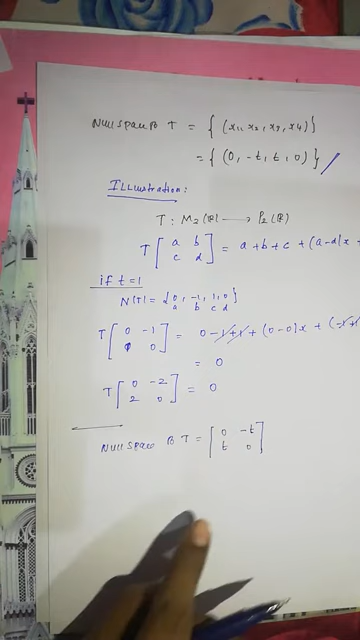 Null space of T = { (x1, x2, x3, x4) }
= { (0, -t, t, 0) }
Illustration:
T : M2(R) → P2(R)
T [ a b
c d ] = a+b+c + (a-d)x +
if t=1
N(T) = { 0, -1, 1, 0 }
a b c d
T [ 0 -1
1 0 ] = 0-1+1 + (0-0)x + (-1+1
= 0
T [ 0 -2
2 0 ] = 0
Null space of T = [ 0 -t
t 0 ]